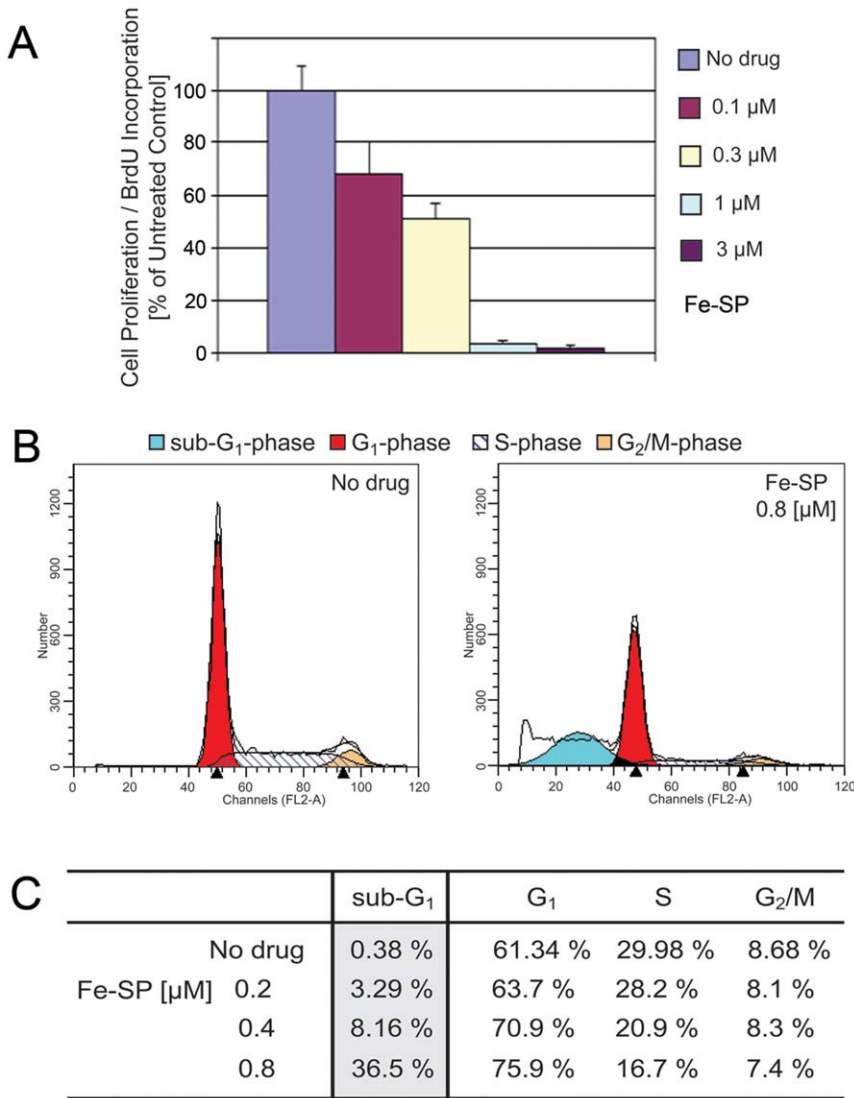 A
Cell Proliferation / BrdU Incorporation
[% of Untreated Control]
100
80
60
40
20
0
No drug
0.1 µM
0.3 µM
1 µM
3 µM
Fe-SP
B
sub-G₁-phase G₁-phase S-phase G₂/M-phase
No drug
Number
1200
900
600
300
0
0 20 40 60 80 100 120
Channels (FL2-A)
Fe-SP
0.8 [µM]
Number
1200
900
600
300
0
0 20 40 60 80 100 120
Channels (FL2-A)
C
sub-G₁ G₁ S G₂/M
No drug 0.38 % 61.34 % 29.98 % 8.68 %
Fe-SP [µM] 0.2 3.29 % 63.7 % 28.2 % 8.1 %
0.4 8.16 % 70.9 % 20.9 % 8.3 %
0.8 36.5 % 75.9 % 16.7 % 7.4 %